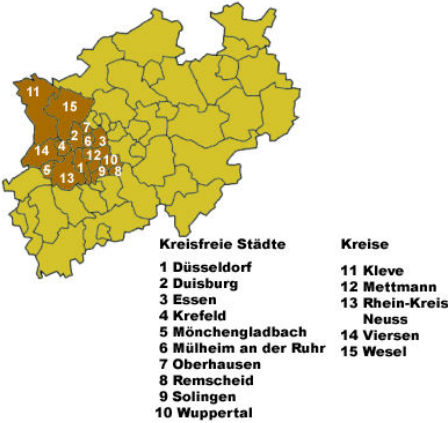 11
15
7
2
6 3
4
14
12 10
5
1
9 8
13
Kreisfreie Städte
1 Düsseldorf
2 Duisburg
3 Essen
4 Krefeld
5 Mönchengladbach
6 Mülheim an der Ruhr
7 Oberhausen
8 Remscheid
9 Solingen
10 Wuppertal
Kreise
11 Kleve
12 Mettmann
13 Rhein-Kreis
Neuss
14 Viersen
15 Wesel